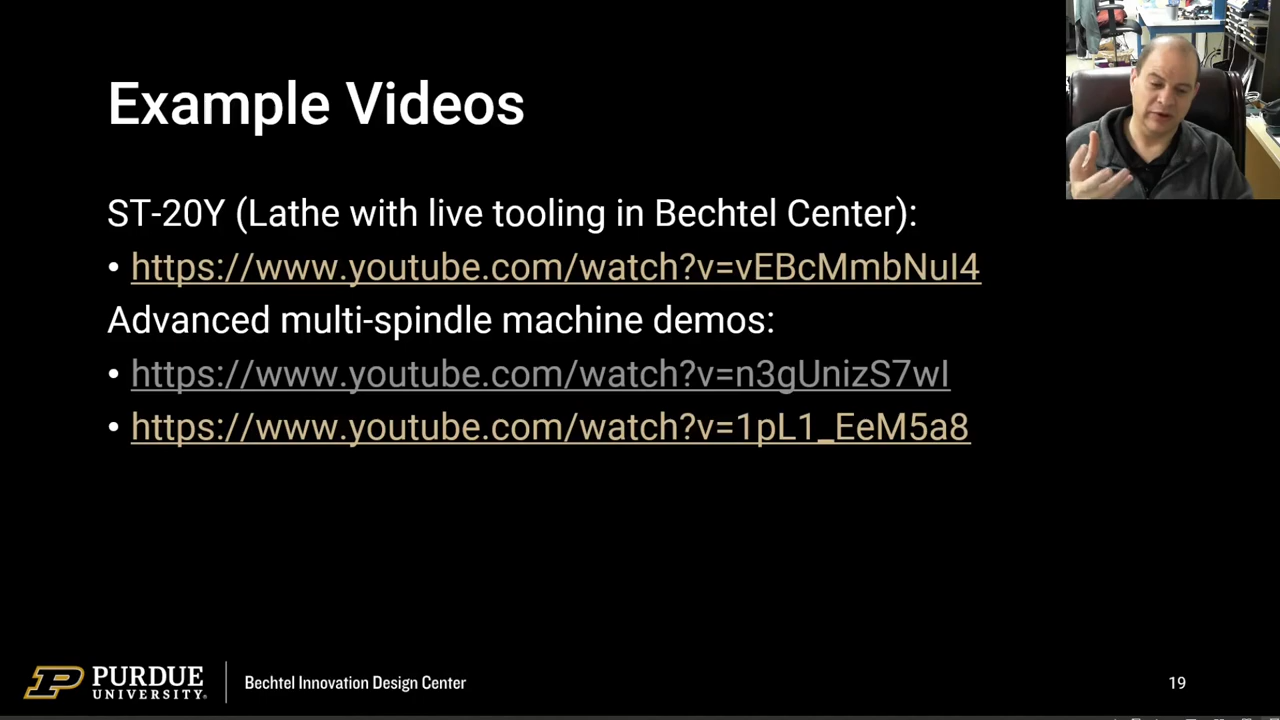 Example Videos
ST-20Y (Lathe with live tooling in Bechtel Center):
• https://www.youtube.com/watch?v=vEBcMmbNuI4
Advanced multi-spindle machine demos:
• https://www.youtube.com/watch?v=n3gUnizS7wI
• https://www.youtube.com/watch?v=1pL1_EeM5a8
PURDUE
UNIVERSITY®
Bechtel Innovation Design Center
19